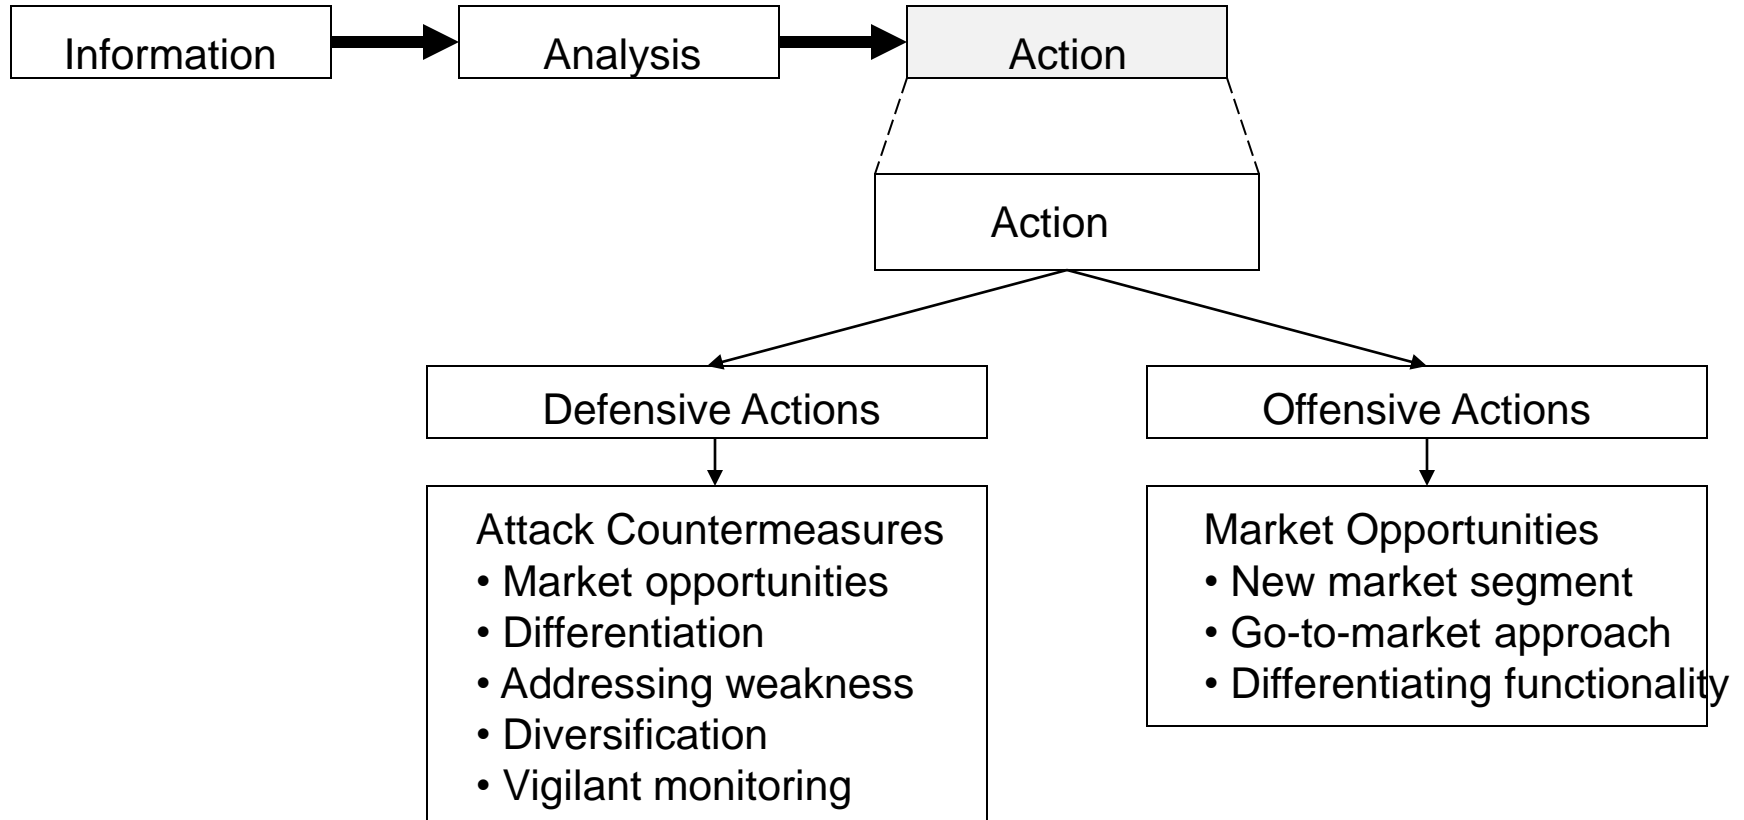 Information
Analysis
Action
Action
Defensive Actions
Offensive Actions
Attack Countermeasures
• Market opportunities
• Differentiation
• Addressing weakness
• Diversification
• Vigilant monitoring
Market Opportunities
• New market segment
• Go-to-market approach
• Differentiating functionality